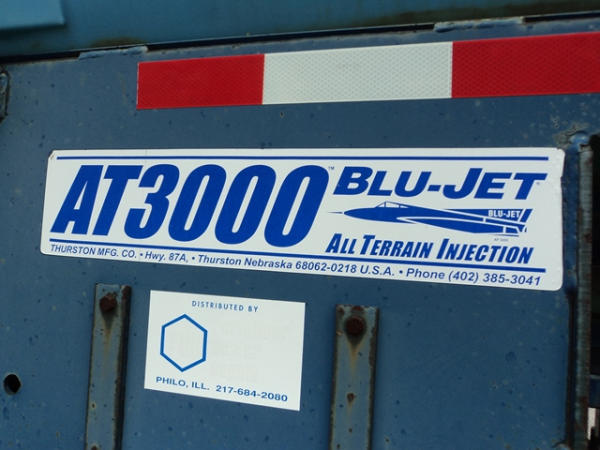 AT3000™ BLU-JET
BLU-JET
ALL TERRAIN INJECTION
THURSTON MFG. CO. • Hwy. 87A, • Thurston Nebraska 68062-0218 U.S.A. • Phone (402) 385-3041
DISTRIBUTED BY
PHILO, ILL. 217-684-2080